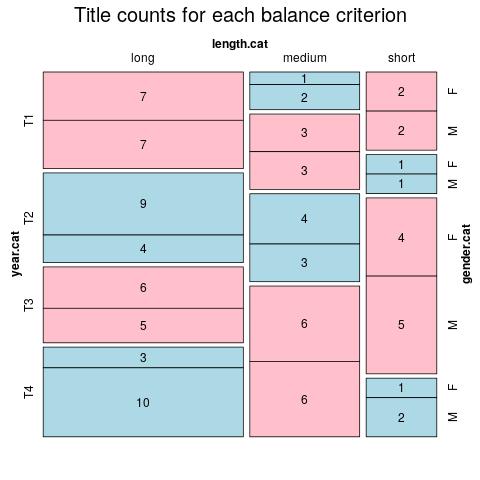 Title counts for each balance criterion
length.cat
long medium short
year.cat
gender.cat
T1
T2
T3
T4
7
7
9
4
6
5
3
10
1
2
3
3
4
3
6
6
2
2
1
1
4
5
1
2
F
M
F
M
F
M
F
M